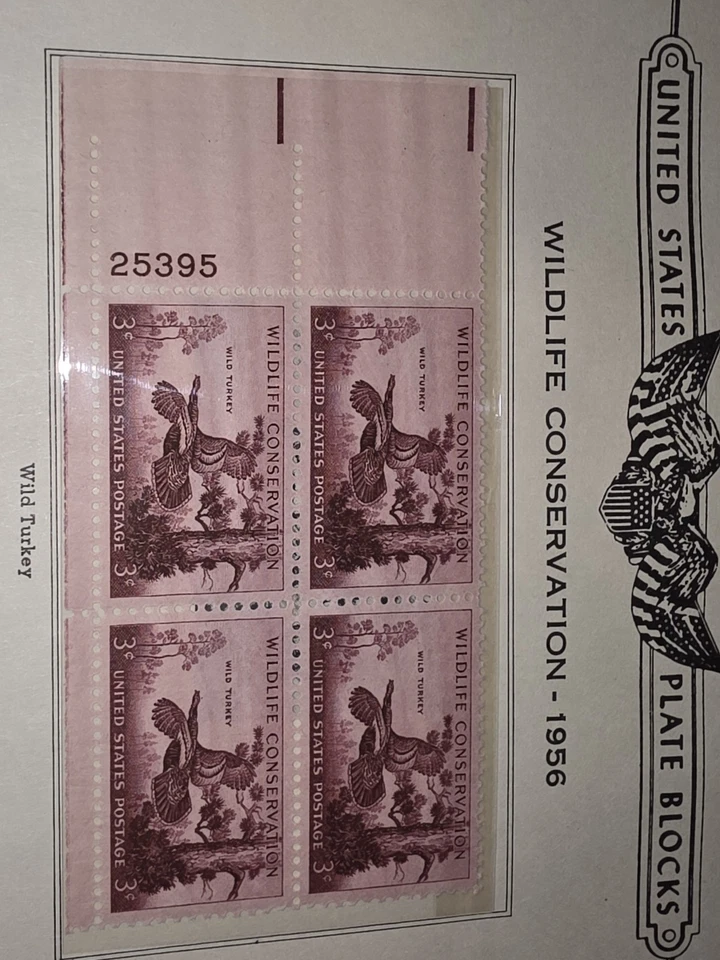 UNITED STATES PLATE BLOCKS
WILDLIFE CONSERVATION - 1956
WILDLIFE CONSERVATION
WILD TURKEY
3¢ UNITED STATES POSTAGE 3¢
WILDLIFE CONSERVATION
WILD TURKEY
3¢ UNITED STATES POSTAGE 3¢
25395
WILDLIFE CONSERVATION
WILD TURKEY
3¢ UNITED STATES POSTAGE 3¢
WILDLIFE CONSERVATION
WILD TURKEY
3¢ UNITED STATES POSTAGE 3¢
Wild Turkey